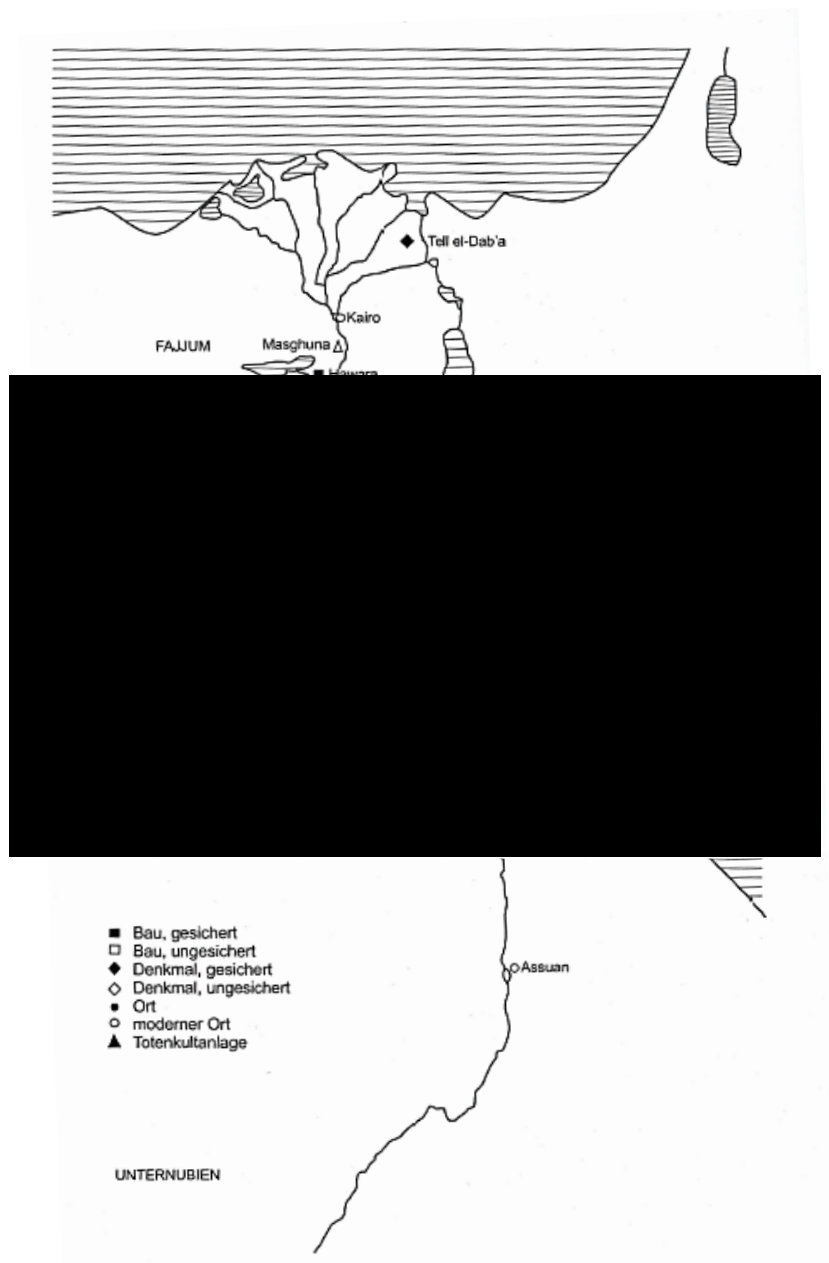 Tell el-Dab'a
Kairo
FAJJUM
Masghuna
Hawara
Bau, gesichert
Bau, ungesichert
Denkmal, gesichert
Denkmal, ungesichert
Ort
moderner Ort
Totenkultanlage
Assuan
UNTERNUBIEN